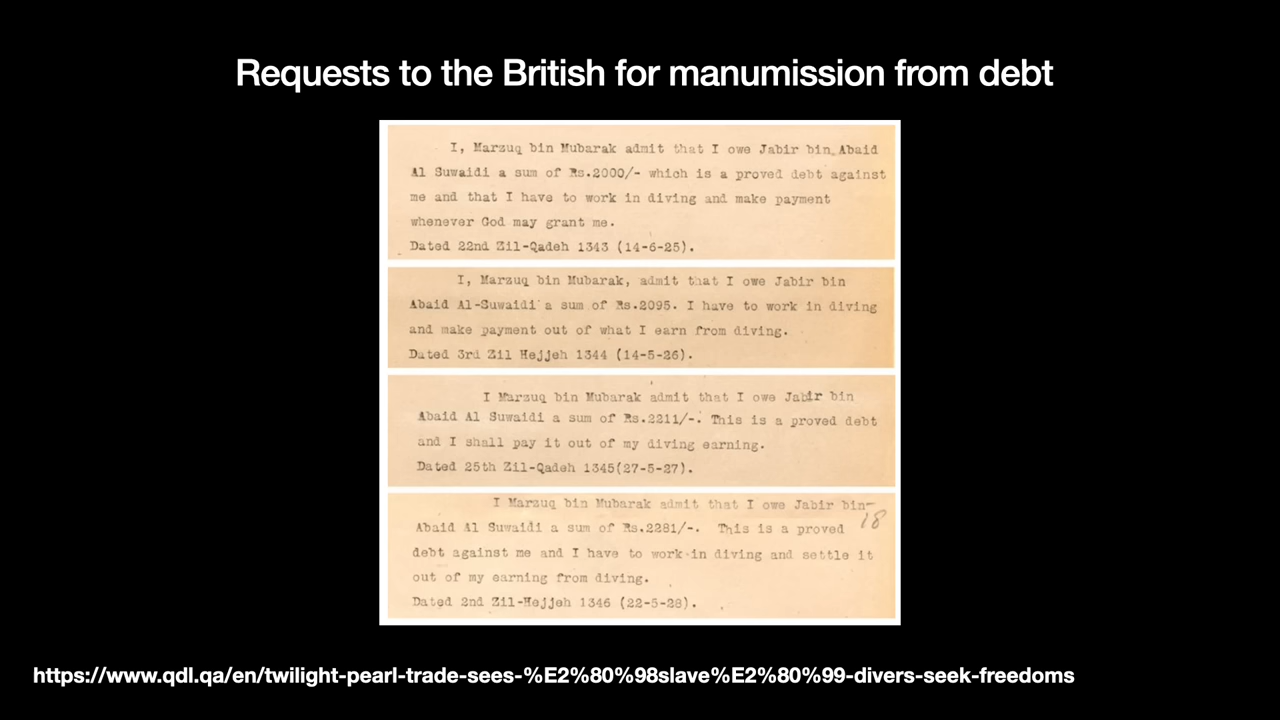 Requests to the British for manumission from debt
I, Marzuq bin Mubarak admit that I owe Jabir bin Abaid
Al Suwaidi a sum of Rs.2000/- which is a proved debt against
me and that I have to work in diving and make payment
whenever God may grant me.
Dated 22nd Zil-Qadeh 1343 (14-6-25).
I, Marzuq bin Mubarak, admit that I owe Jabir bin
Abaid Al-Suwaidi a sum of Rs.2095. I have to work in diving
and make payment out of what I earn from diving.
Dated 3rd Zil Hejjeh 1344 (14-5-26).
I Marzuq bin Mubarak admit that I owe Jabir bin
Abaid Al Suwaidi a sum of Rs.2211/-. This is a proved debt
and I shall pay it out of my diving earning.
Dated 25th Zil-Qadeh 1345(27-5-27).
I Marzuq bin Mubarak admit that I owe Jabir bin-
18
Abaid Al Suwaidi a sum of Rs.2281/-. This is a proved
debt against me and I have to work in diving and settle it
out of my earning from diving.
Dated 2nd Zil-Hejjeh 1346 (22-5-28).
https://www.qdl.qa/en/twilight-pearl-trade-sees-%E2%80%98slave%E2%80%99-divers-seek-freedoms